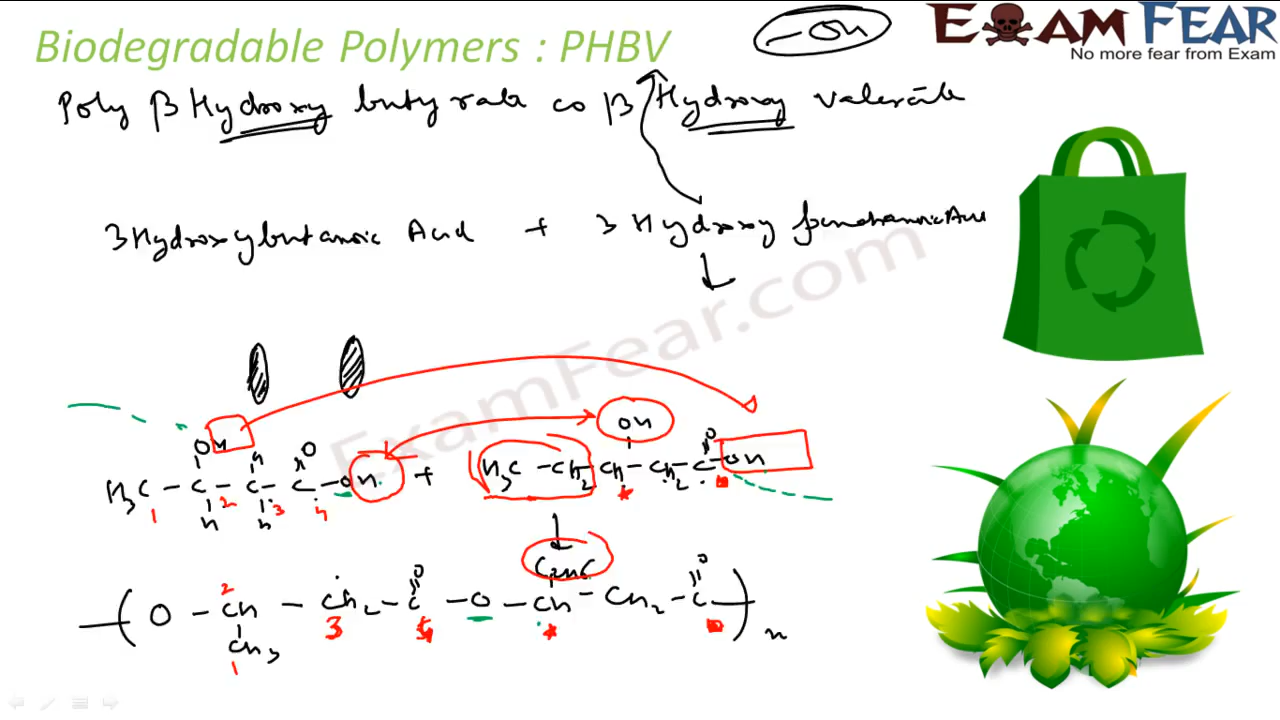 Biodegradable Polymers : PHBV
-OH
EXAM FEAR
No more fear from Exam
Poly β Hydroxy butyrate co β Hydroxy valerate
3 Hydroxybutanoic Acid + 3 Hydroxy
ExamFear.com
OH H O OH O
H3C - C - C - C - OH + H3C - CH2 - CH - CH2 - C - OH
H H
1 2 3 4
C2H5
( O - CH - CH2 - C - O - CH - CH2 - C ) n
O O
CH3
1 2 3 4